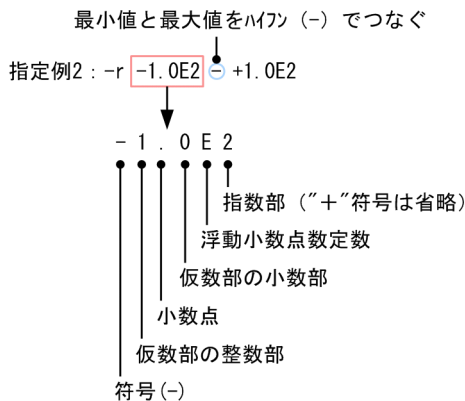 最小値と最大値をﾊｲﾌﾝ（-）でつなぐ
指定例2：-r -1.0E2 - +1.0E2
- 1 . 0 E 2
指数部（"＋"符号は省略）
浮動小数点数定数
仮数部の小数部
小数点
仮数部の整数部
符号(-)